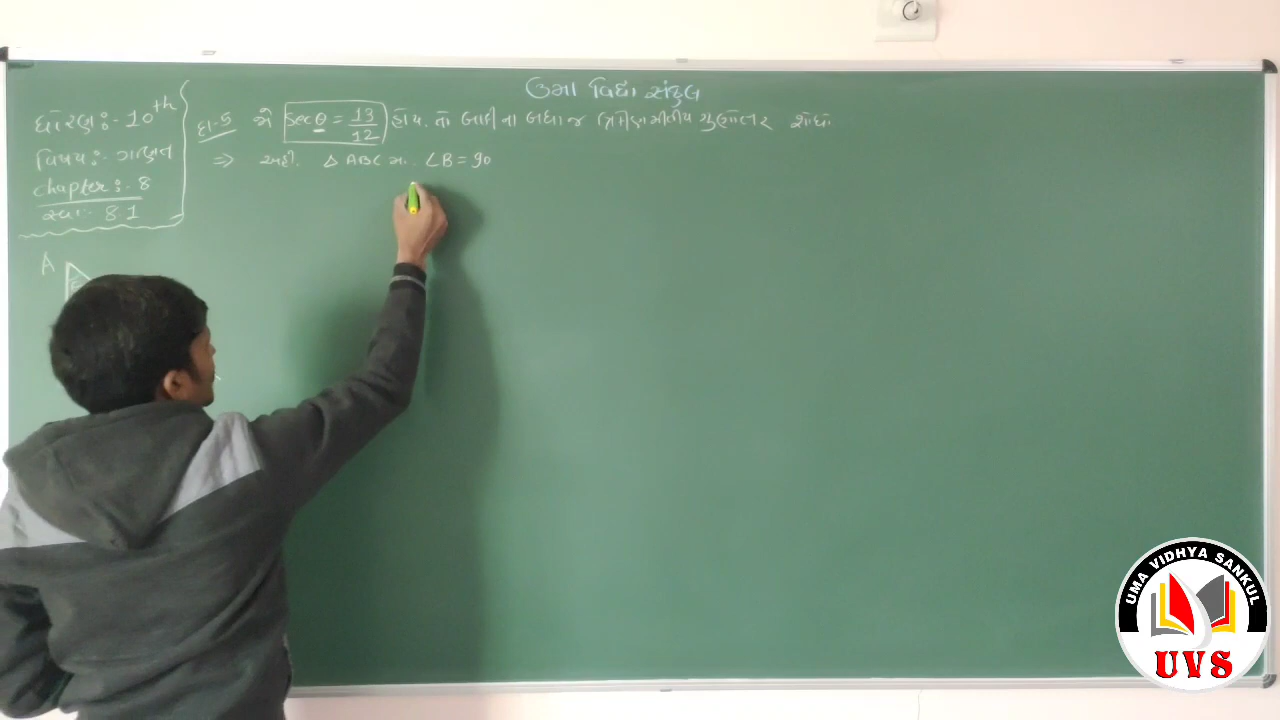 ઉમા વિદ્યા સંકુલ
ધોરણ :- 10th
વિષય :- ગણિત
chapter :- 8
સ્વા :- 8.1
દા-5 જો sec θ = 13/12 હોય તો બાકીના બધા જ ત્રિકોણમિતીય ગુણોત્તર શોધો
⇒ અહીં Δ ABC માં ∠B = 90
A
UMA VIDHYA SANKUL
UVS